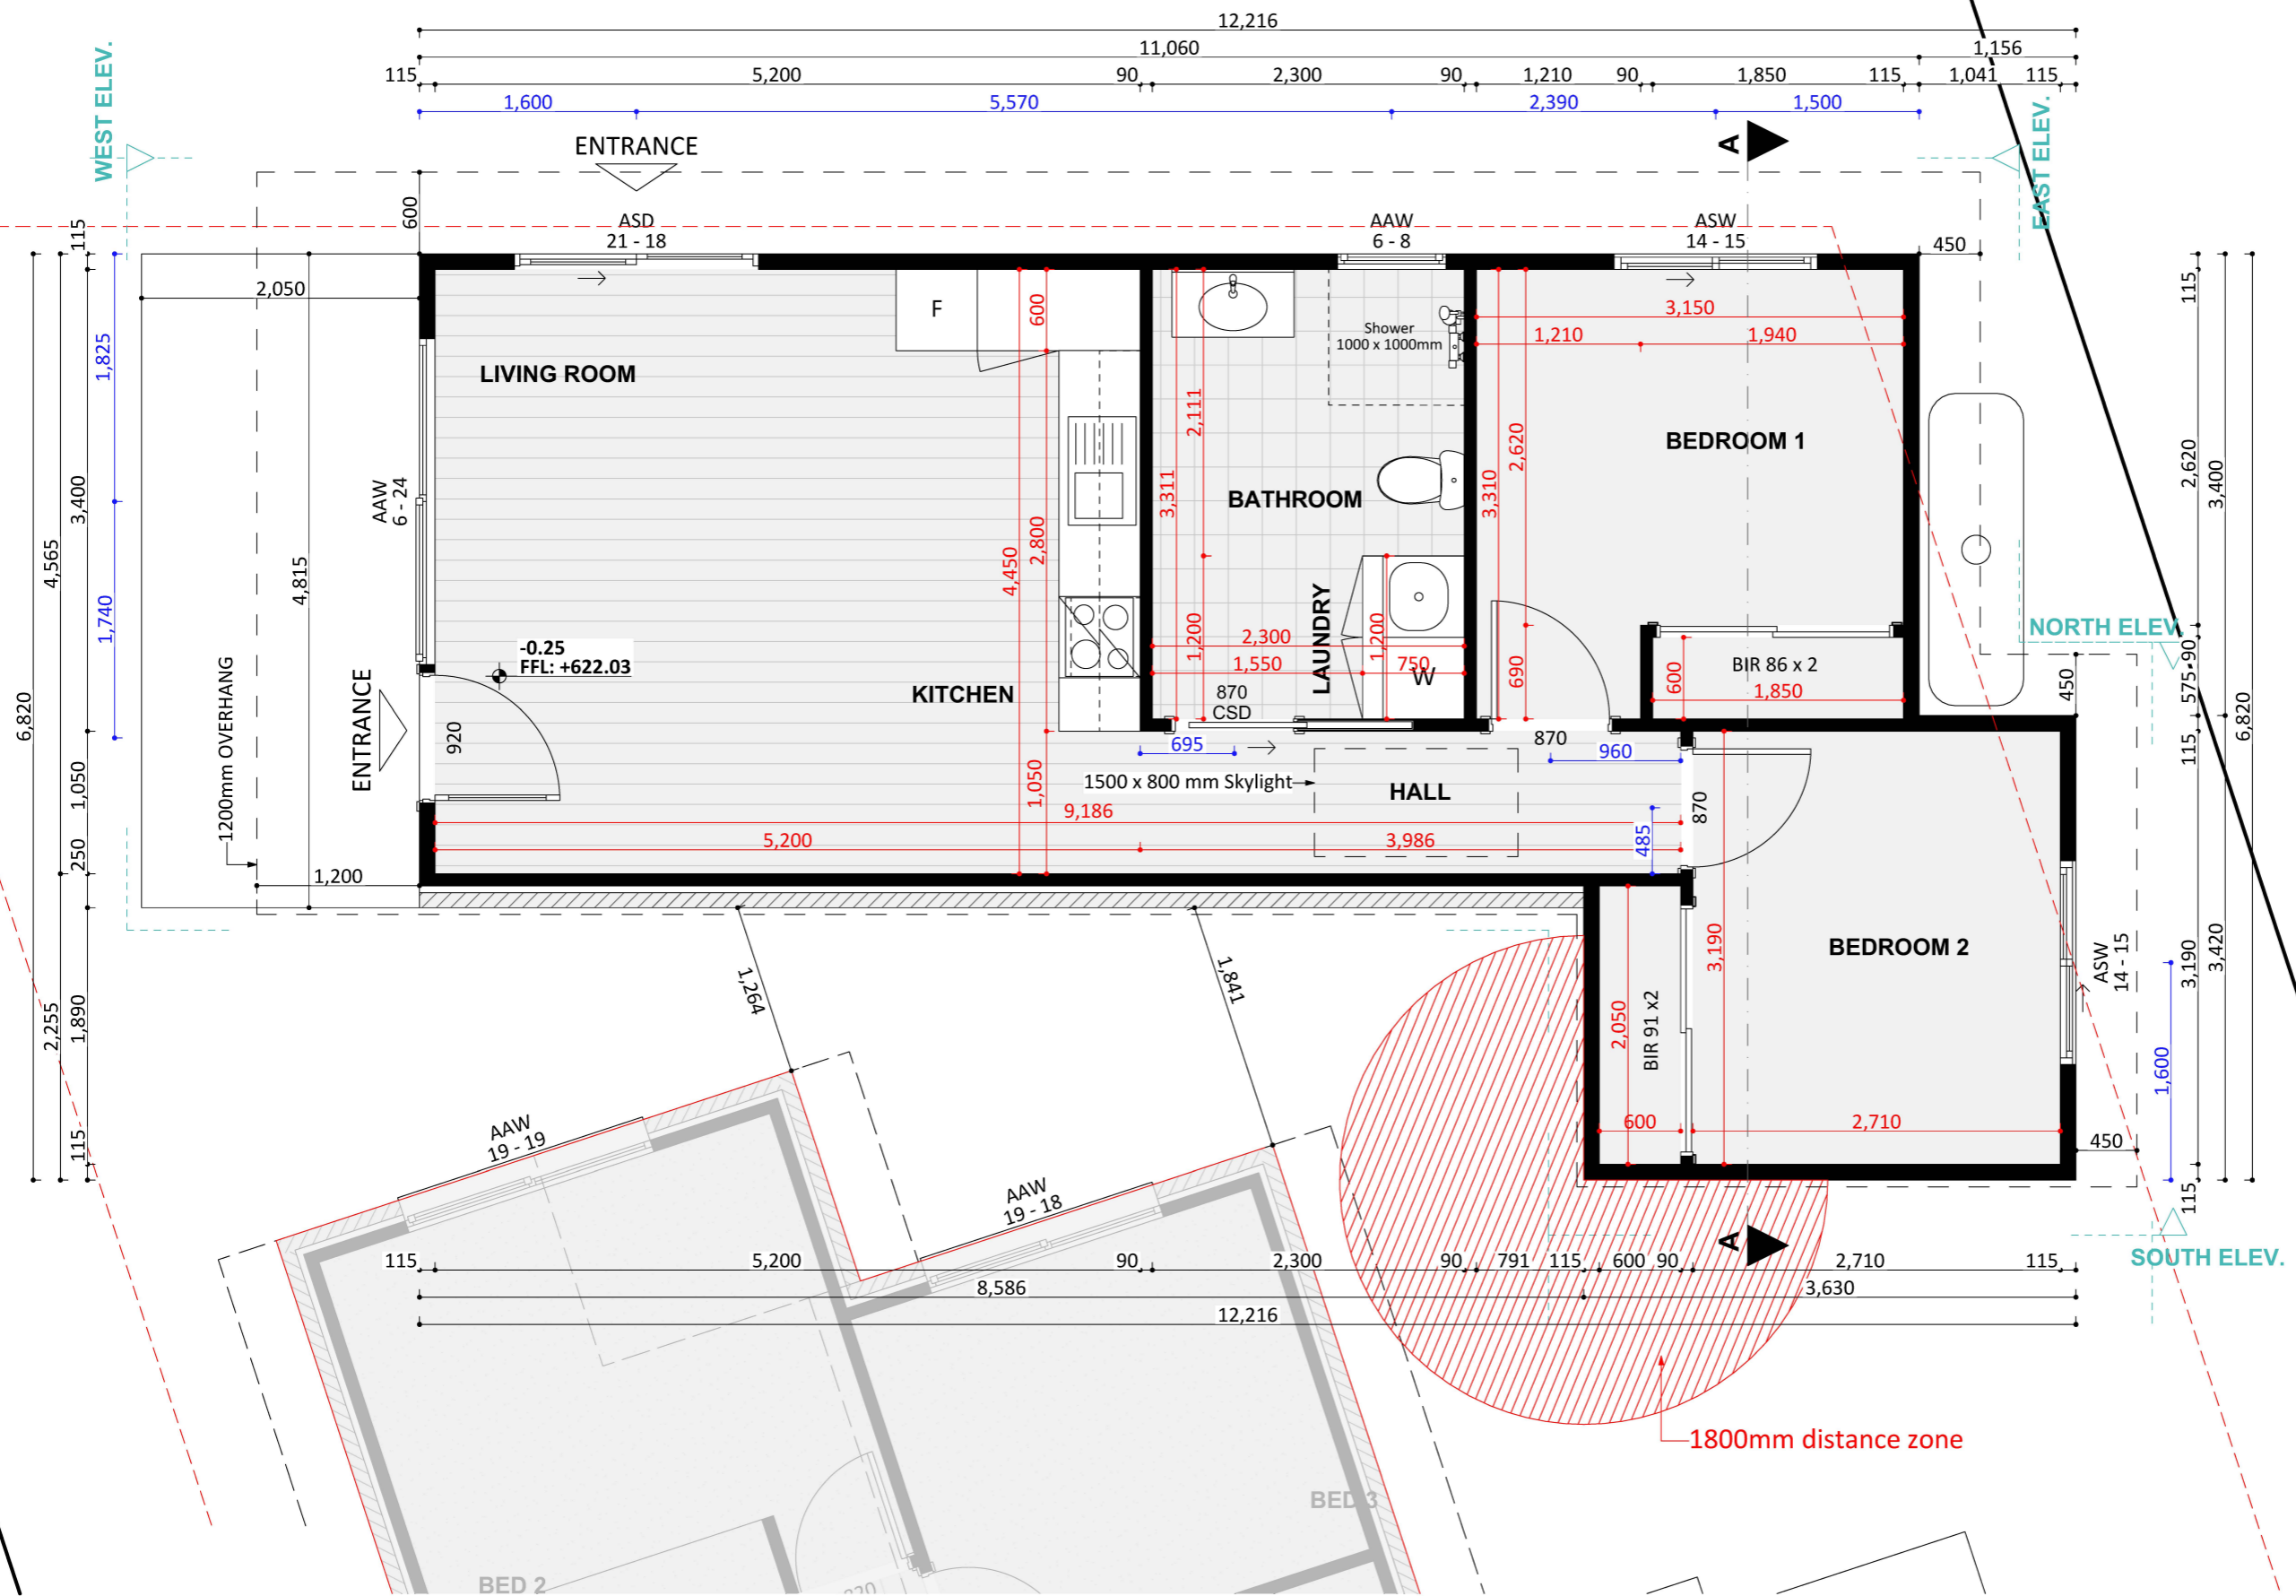 12,216
11,060
1,156
115
5,200
90
2,300
90
1,210
90
1,850
115
1,041
115
1,600
5,570
2,390
1,500
WEST ELEV.
ENTRANCE
A
EAST ELEV.
600
ASD
21 - 18
AAW
6 - 8
ASW
14 - 15
450
115
2,050
F
600
Shower
1000 x 1000mm
3,150
1,210
1,940
115
1,825
LIVING ROOM
2,111
BEDROOM 1
2,620
2,620
3,400
3,400
AAW
6 - 24
BATHROOM
3,311
3,310
4,565
4,815
4,450
2,800
1,740
-0.25
FFL: +622.03
1,200
2,300
LAUNDRY
1,200
1,550
750
W
690
600
BIR 86 x 2
1,850
NORTH ELEV.
90
575
450
6,820
6,820
1200mm OVERHANG
ENTRANCE
920
KITCHEN
870
CSD
695
870
960
115
1,050
1,050
1500 x 800 mm Skylight
HALL
870
9,186
5,200
3,986
485
250
1,200
1,264
1,841
3,190
BEDROOM 2
ASW
14 - 15
3,190
3,420
2,050
BIR 91 x2
1,890
2,255
1,600
600
2,710
450
115
AAW
19 - 19
AAW
19 - 18
115
A
SOUTH ELEV.
115
5,200
90
2,300
90
791
115
600
90
2,710
115
8,586
3,630
12,216
1800mm distance zone
BED 3
BED 2